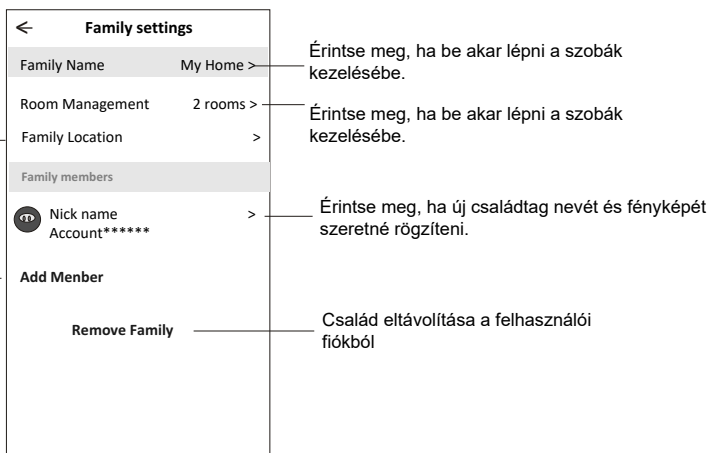 Family settings
Family Name My Home >
Érintse meg, ha be akar lépni a szobák
kezelésébe.
Room Management 2 rooms >
Érintse meg, ha be akar lépni a szobák
kezelésébe.
Family Location >
Family members
Nick name >
Account******
Érintse meg, ha új családtag nevét és fényképét
szeretné rögzíteni.
Add Menber
Remove Family
Család eltávolítása a felhasználói
fiókból